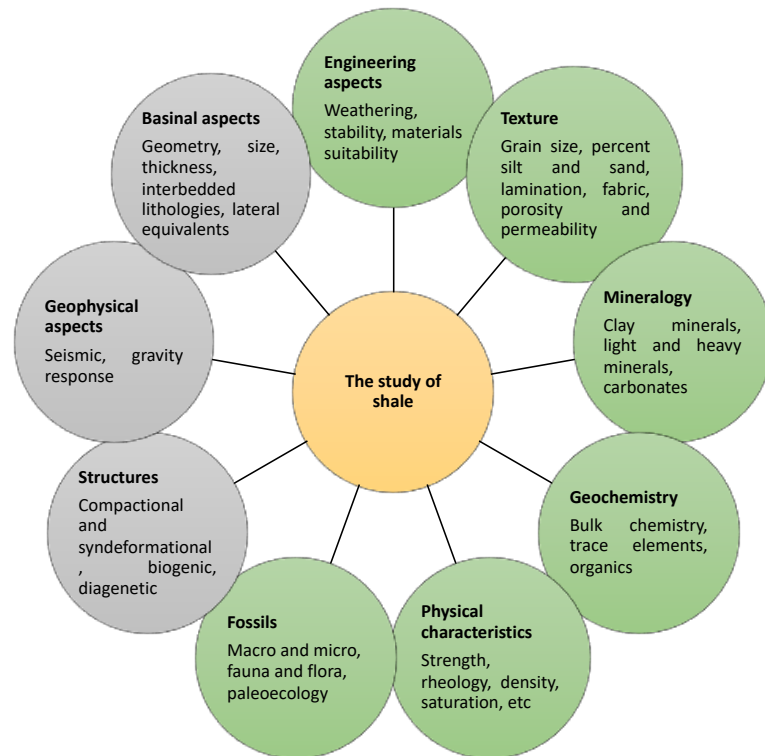 Engineering
aspects
Weathering,
stability, materials
suitability
Texture
Grain size, percent
silt and sand,
lamination, fabric,
porosity and
permeability
Mineralogy
Clay minerals,
light and heavy
minerals,
carbonates
Geochemistry
Bulk chemistry,
trace elements,
organics
Physical
characteristics
Strength,
rheology, density,
saturation, etc
Fossils
Macro and micro,
fauna and flora,
paleoecology
Structures
Compactional
and
syndeformational
, biogenic,
diagenetic
Geophysical
aspects
Seismic, gravity
response
Basinal aspects
Geometry, size,
thickness,
interbedded
lithologies, lateral
equivalents
The study of
shale